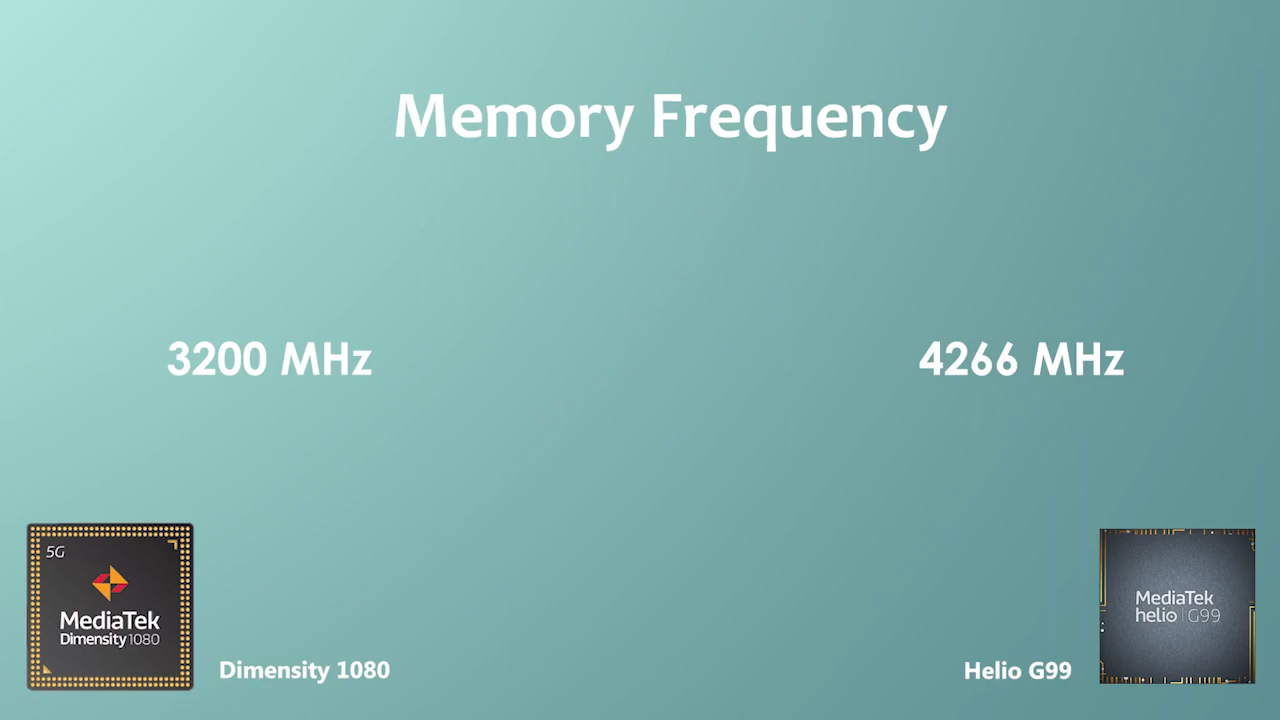 Memory Frequency
3200 MHz
4266 MHz
5G
MediaTek
Dimensity 1080
Dimensity 1080
MediaTek
helio | G99
Helio G99